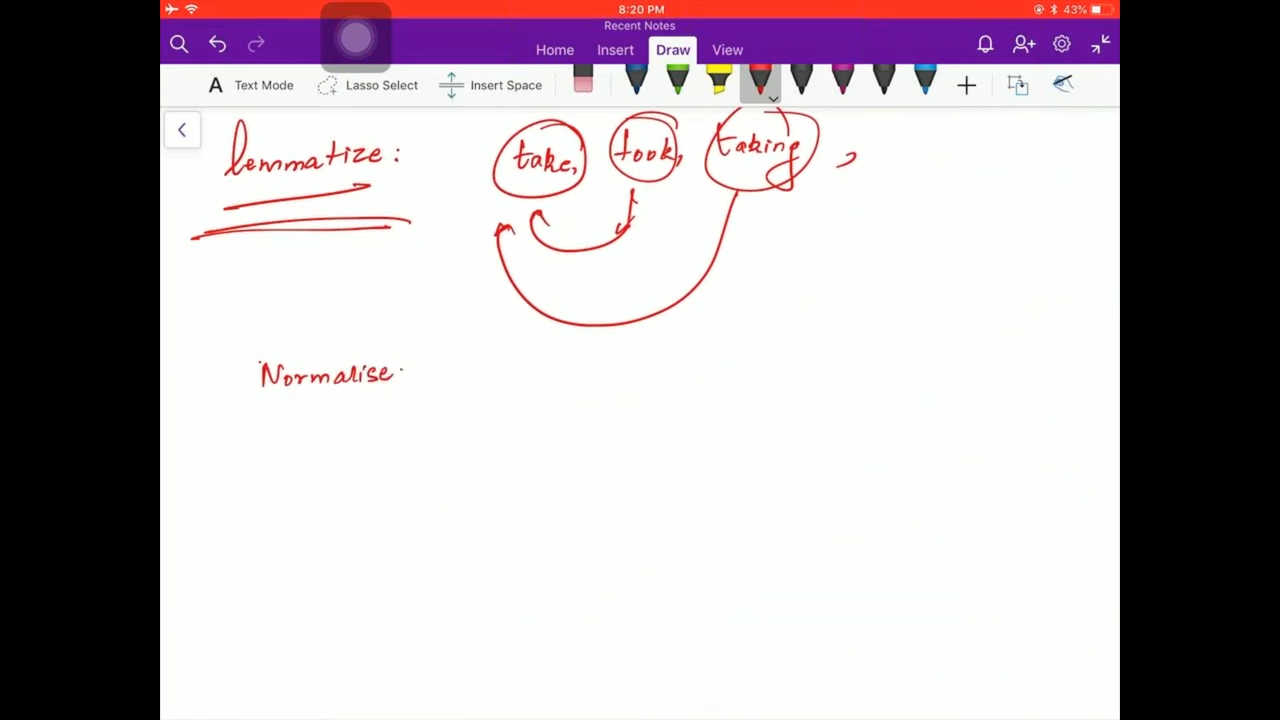 8:20 PM
43%
Recent Notes
Home Insert Draw View
A Text Mode Lasso Select Insert Space
lemmatize: take, took, taking,
Normalise